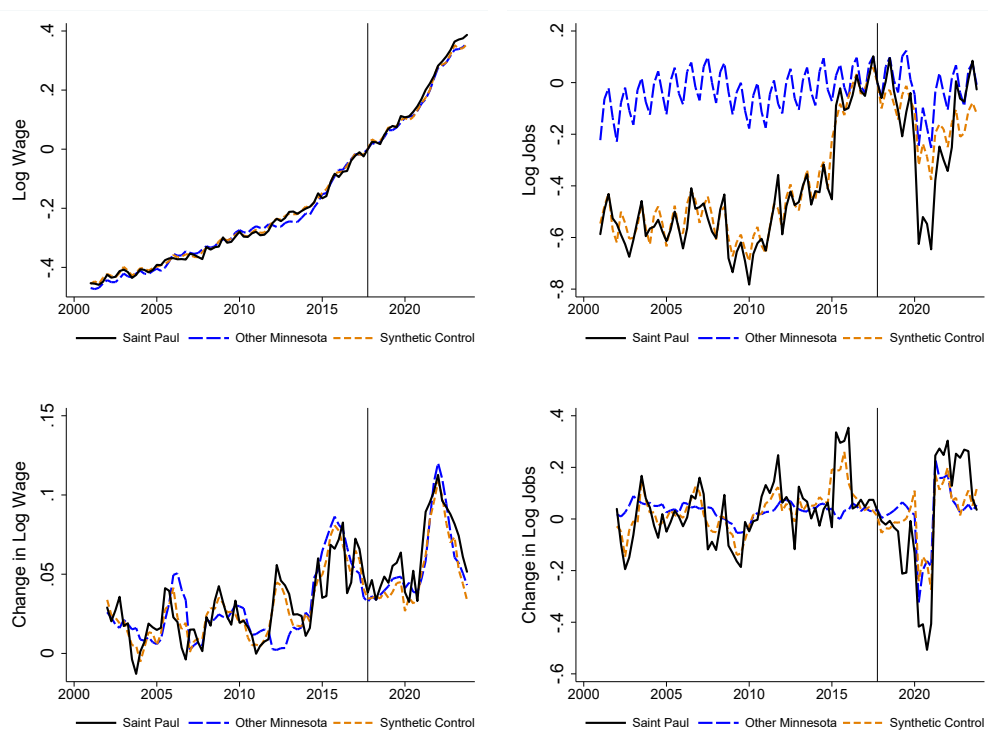 Log Wage
.4
.2
0
-.2
-.4
2000 2005 2010 2015 2020
Saint Paul Other Minnesota Synthetic Control
Log Jobs
.2
0
-.2
-.4
-.6
-.8
2000 2005 2010 2015 2020
Saint Paul Other Minnesota Synthetic Control
Change in Log Wage
.15
.1
.05
0
2000 2005 2010 2015 2020
Saint Paul Other Minnesota Synthetic Control
Change in Log Jobs
.4
.2
0
-.2
-.4
-.6
2000 2005 2010 2015 2020
Saint Paul Other Minnesota Synthetic Control